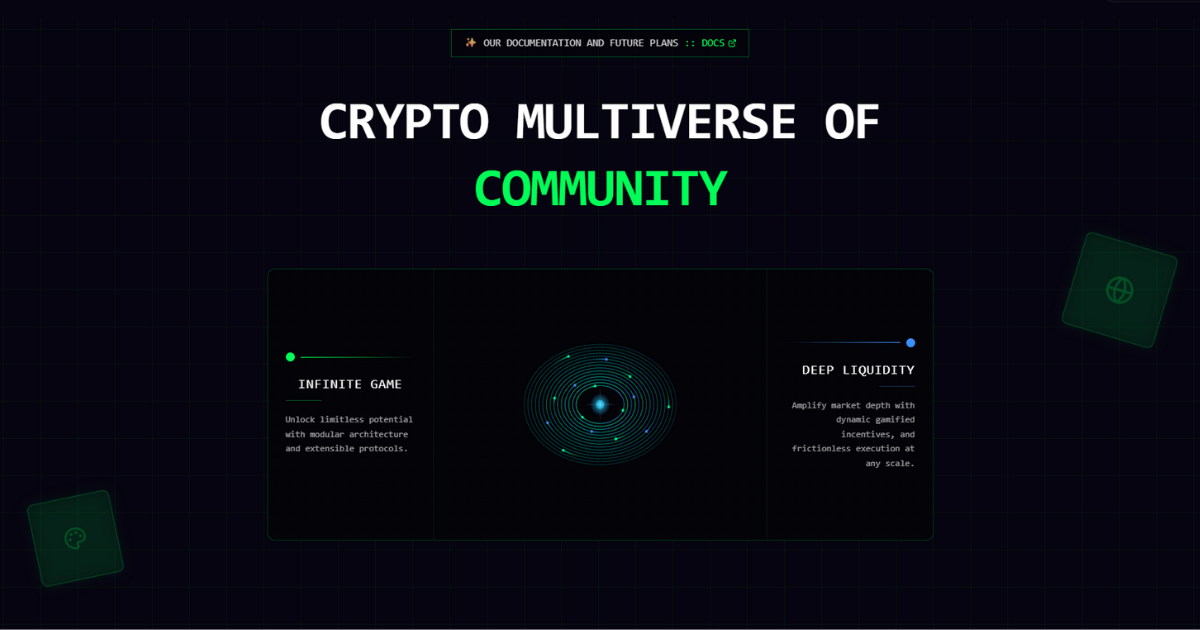 ✨ OUR DOCUMENTATION AND FUTURE PLANS :: DOCS
CRYPTO MULTIVERSE OF
COMMUNITY
INFINITE GAME
Unlock limitless potential
with modular architecture
and extensible protocols.
DEEP LIQUIDITY
Amplify market depth with
dynamic gamified
incentives, and
frictionless execution at
any scale.